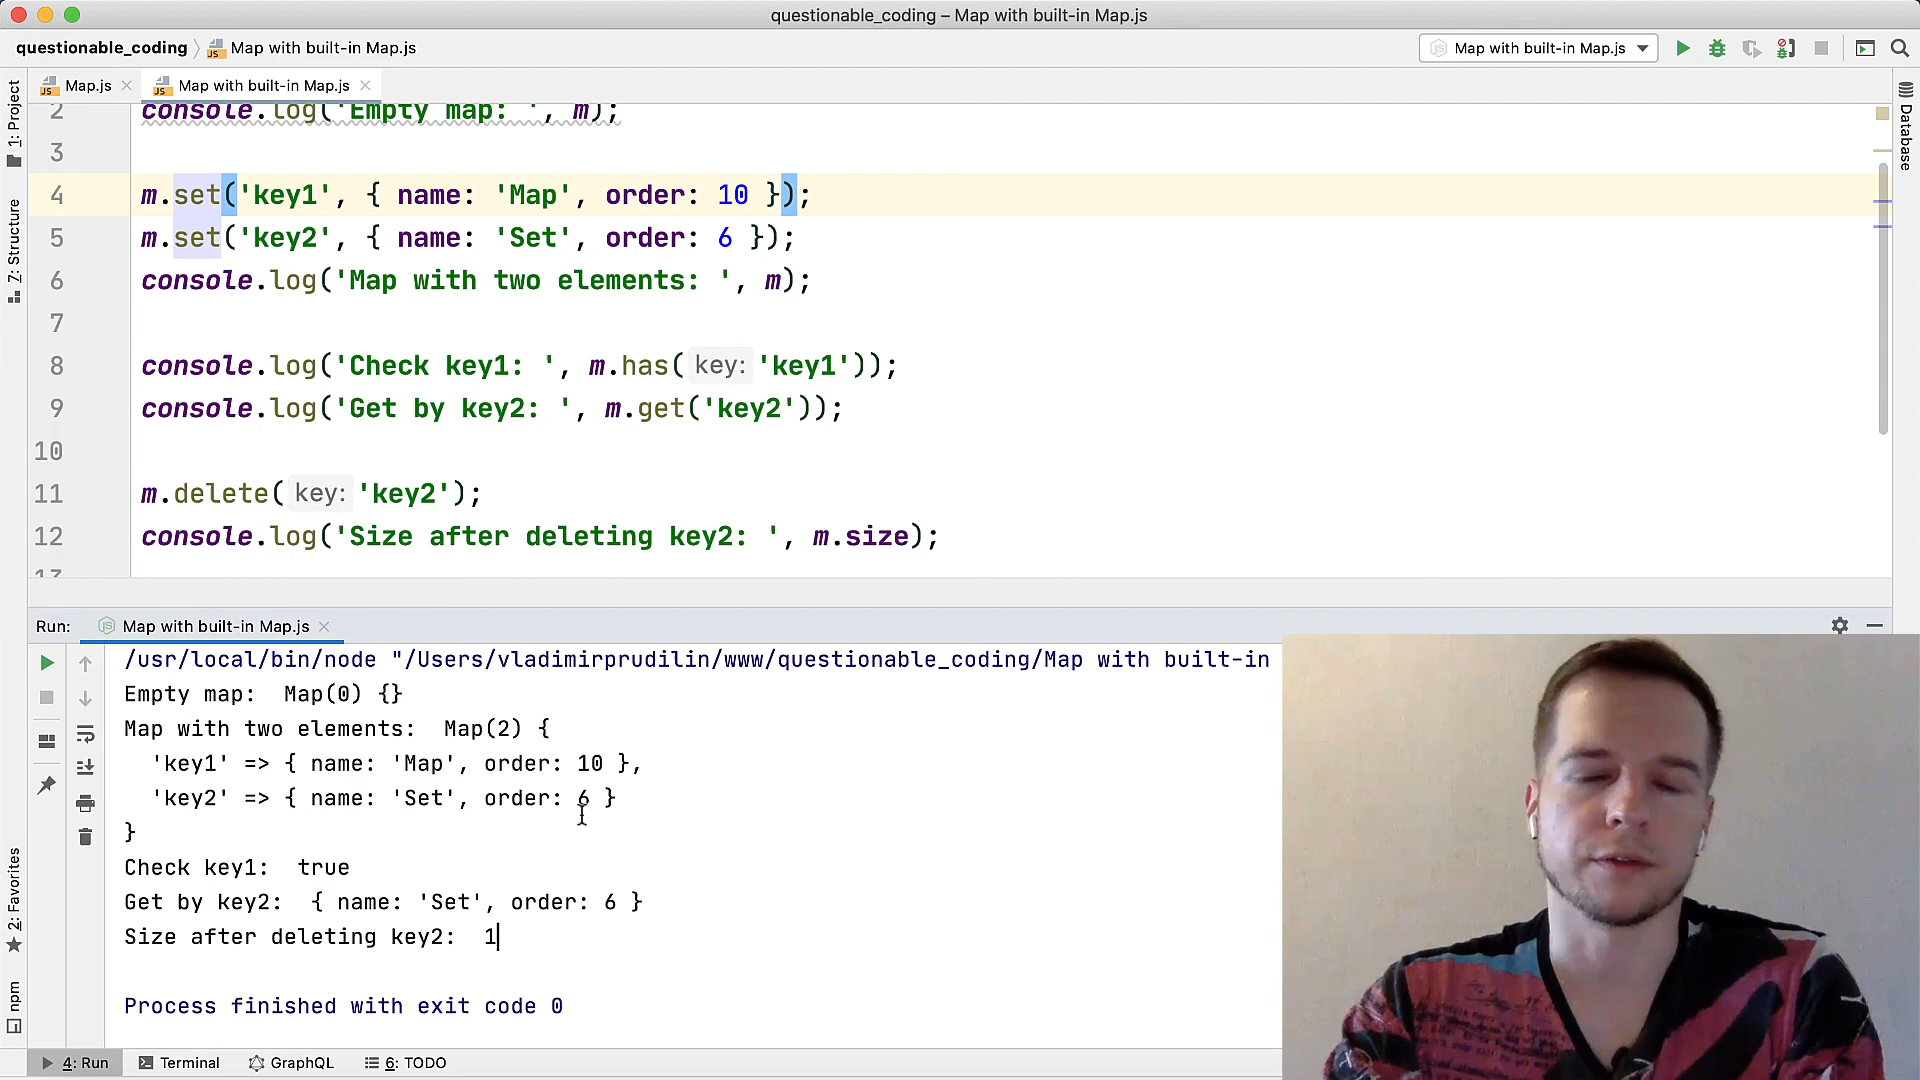 questionable_coding – Map with built-in Map.js
questionable_coding
JS
Map with built-in Map.js
Map with built-in Map.js
JS
Map.js
JS
Map with built-in Map.js
1: Project
Z: Structure
2: Favorites
npm
Database
2 console.log('Empty map: ', m);
3
4 m.set('key1', { name: 'Map', order: 10 });
5 m.set('key2', { name: 'Set', order: 6 });
6 console.log('Map with two elements: ', m);
7
8 console.log('Check key1: ', m.has( key: 'key1'));
9 console.log('Get by key2: ', m.get('key2'));
10
11 m.delete( key: 'key2');
12 console.log('Size after deleting key2: ', m.size);
13
Run:
Map with built-in Map.js
/usr/local/bin/node "/Users/vladimirprudilin/www/questionable_coding/Map with built-in
Empty map:  Map(0) {}
Map with two elements:  Map(2) {
'key1' => { name: 'Map', order: 10 },
'key2' => { name: 'Set', order: 6 }
}
Check key1:  true
Get by key2:  { name: 'Set', order: 6 }
Size after deleting key2:  1
Process finished with exit code 0
4: Run
Terminal
GraphQL
6: TODO